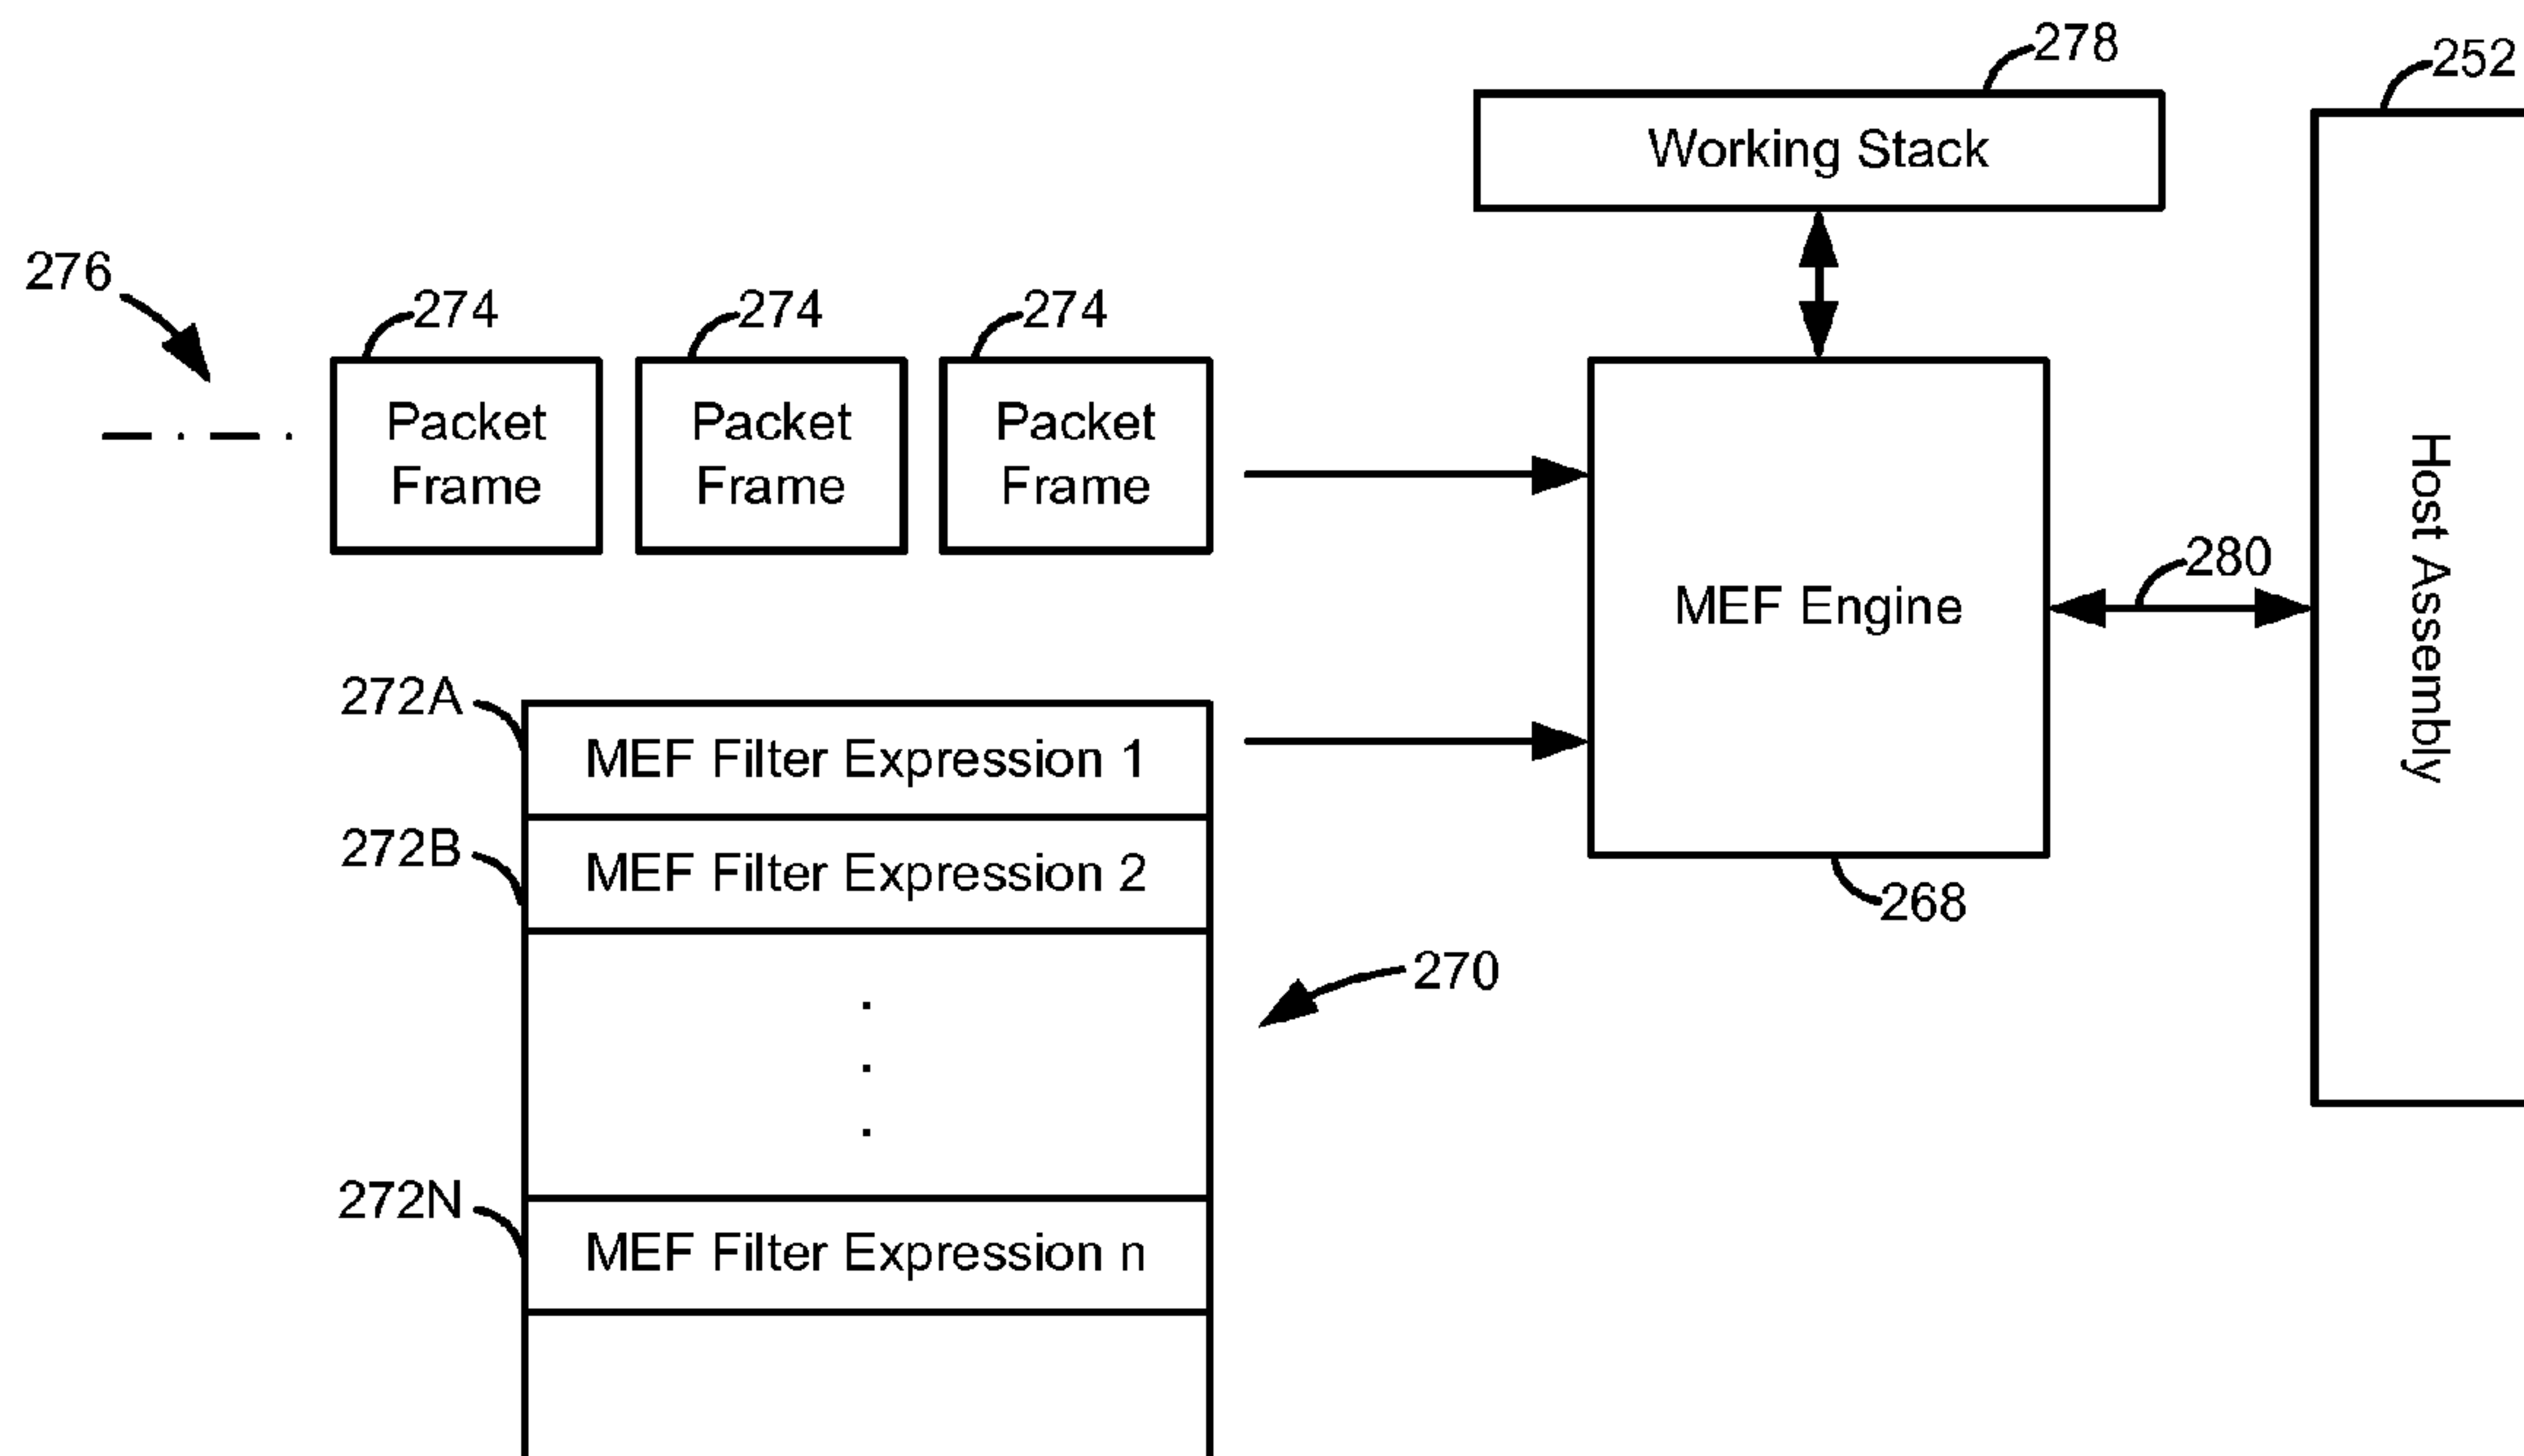 278
252
Working Stack
276
274
274
274
Packet
Frame
Packet
Frame
Packet
Frame
Host Assembly
280
MEF Engine
272A
MEF Filter Expression 1
272B
MEF Filter Expression 2
268
270
.
.
.
272N
MEF Filter Expression n